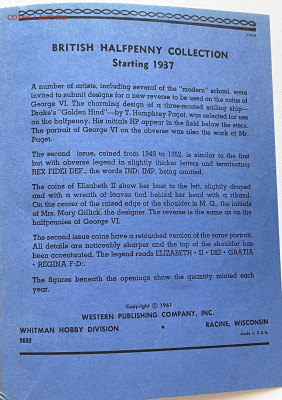 BRITISH HALFPENNY COLLECTION
Starting 1937
A number of artists, including several of the "modern" school, were
invited to submit designs for a new reverse to be used on the coins of
George VI. The charming design of a three-masted sailing ship—
Drake's "Golden Hind"—by T. Humphrey Paget, was selected for use
on the halfpenny. His initials HP appear in the field below the stern.
The portrait of George VI on the obverse was also the work of Mr.
Paget.
The second issue, coined from 1949 to 1952, is similar to the first
but with obverse legend in slightly thicker letters and terminating
REX FIDEI DEF., the words IND: IMP. being omitted.
The coins of Elizabeth II show her bust to the left, slightly draped
and with a wreath of leaves tied behind her head with a riband.
On the center of the raised edge of the shoulder is M. G., the initials
of Mrs. Mary Gillick, the designer. The reverse is the same as on the
halfpennies of George VI.
The second issue coins have a retouched version of the same portrait.
All details are noticeably sharper and the top of the shoulder has
been accentuated. The legend reads ELIZABETH • II • DEI • GRATIA
• REGINA F:D:.
The figures beneath the openings show the quantity minted each
year.
Copyright Ⓒ 1961
WESTERN PUBLISHING COMPANY, INC.
WHITMAN HOBBY DIVISION • RACINE, WISCONSIN
9680 Made in U.S.A.